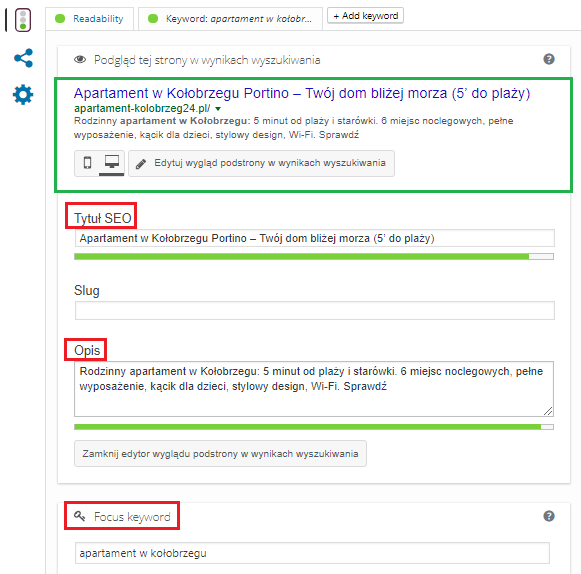 Readability
Keyword: apartament w kołobr...
+ Add keyword
Podgląd tej strony w wynikach wyszukiwania
Apartament w Kołobrzegu Portino – Twój dom bliżej morza (5’ do plaży)
apartament-kolobrzeg24.pl/
Rodzinny apartament w Kołobrzegu: 5 minut od plaży i starówki. 6 miejsc noclegowych, pełne
wyposażenie, kącik dla dzieci, stylowy design, Wi-Fi. Sprawdź
Edytuj wygląd podstrony w wynikach wyszukiwania
Tytuł SEO
Apartament w Kołobrzegu Portino – Twój dom bliżej morza (5’ do plaży)
Slug
Opis
Rodzinny apartament w Kołobrzegu: 5 minut od plaży i starówki. 6 miejsc noclegowych, pełne
wyposażenie, kącik dla dzieci, stylowy design, Wi-Fi. Sprawdź
Zamknij edytor wyglądu podstrony w wynikach wyszukiwania
Focus keyword
apartament w kołobrzegu